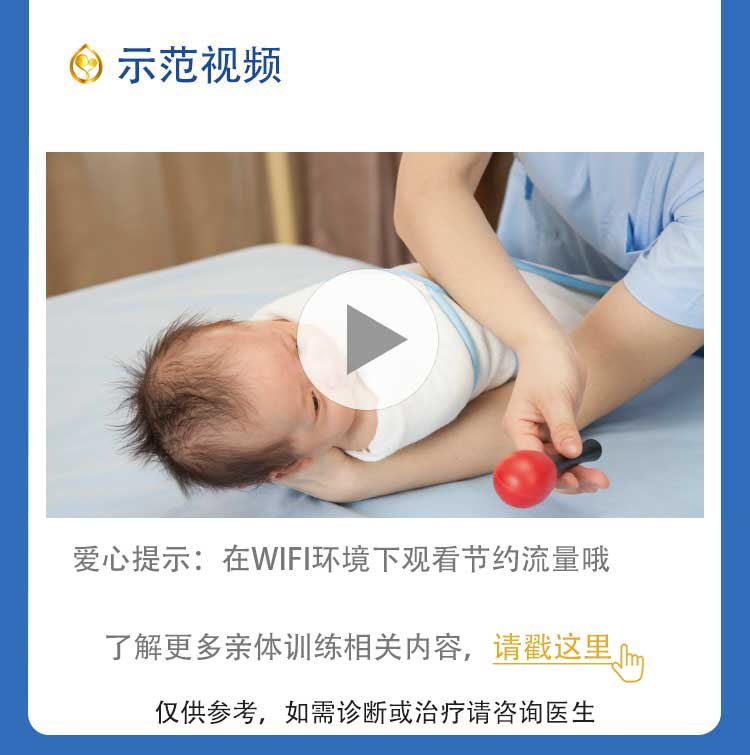 示范视频
爱心提示：在WIFI环境下观看节约流量哦
了解更多亲体训练相关内容，请戳这里
仅供参考，如需诊断或治疗请咨询医生